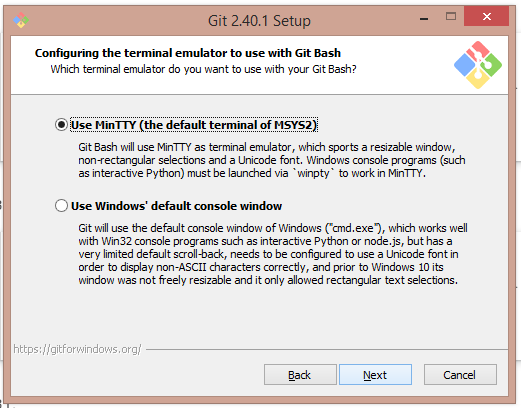 Git 2.40.1 Setup
Configuring the terminal emulator to use with Git Bash
Which terminal emulator do you want to use with your Git Bash?
Use MinTTY (the default terminal of MSYS2)
Git Bash will use MinTTY as terminal emulator, which sports a resizable window,
non-rectangular selections and a Unicode font. Windows console programs (such
as interactive Python) must be launched via `winpty` to work in MinTTY.
Use Windows' default console window
Git will use the default console window of Windows ("cmd.exe"), which works well
with Win32 console programs such as interactive Python or node.js, but has a
very limited default scroll-back, needs to be configured to use a Unicode font in
order to display non-ASCII characters correctly, and prior to Windows 10 its
window was not freely resizable and it only allowed rectangular text selections.
https://gitforwindows.org/
Back Next Cancel